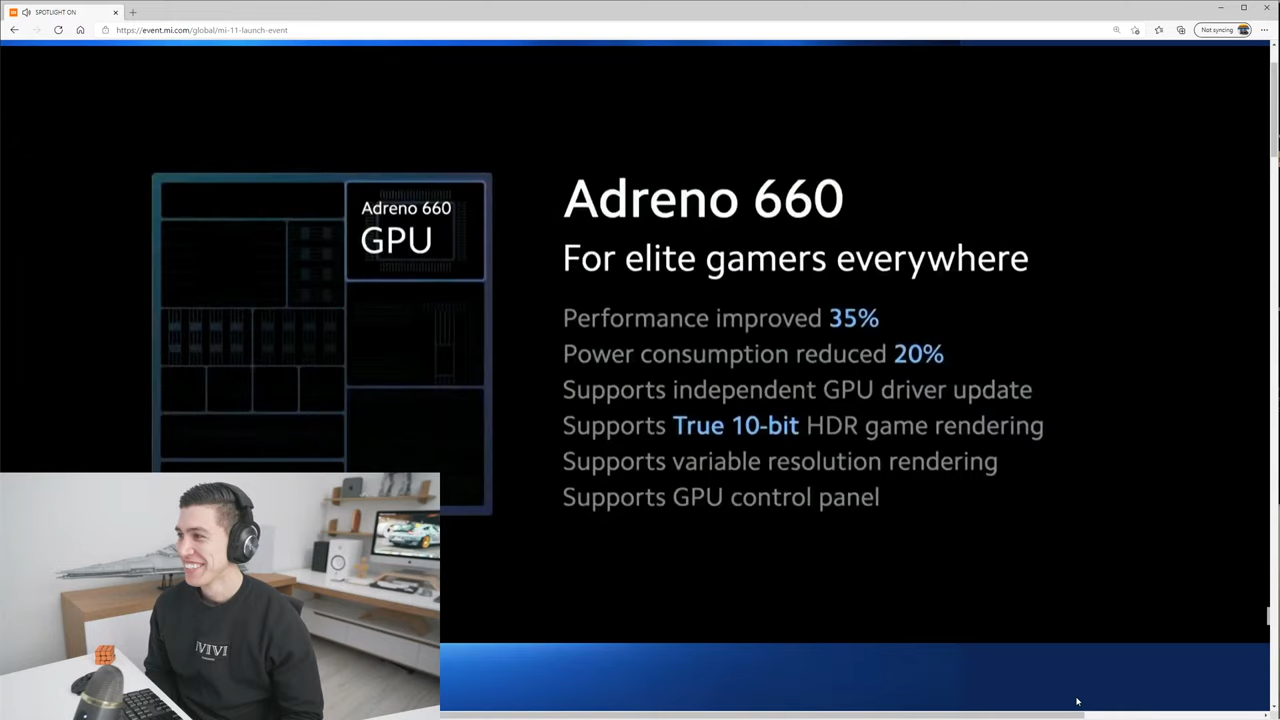 SPOTLIGHT ON
https://event.mi.com/global/mi-11-launch-event
Not syncing
Adreno 660
GPU
Adreno 660
For elite gamers everywhere
Performance improved 35%
Power consumption reduced 20%
Supports independent GPU driver update
Supports True 10-bit HDR game rendering
Supports variable resolution rendering
Supports GPU control panel